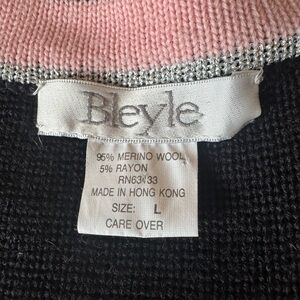 Bleyle
95% MERINO WOOL
5% RAYON
RN63433
MADE IN HONG KONG
SIZE: L
CARE OVER